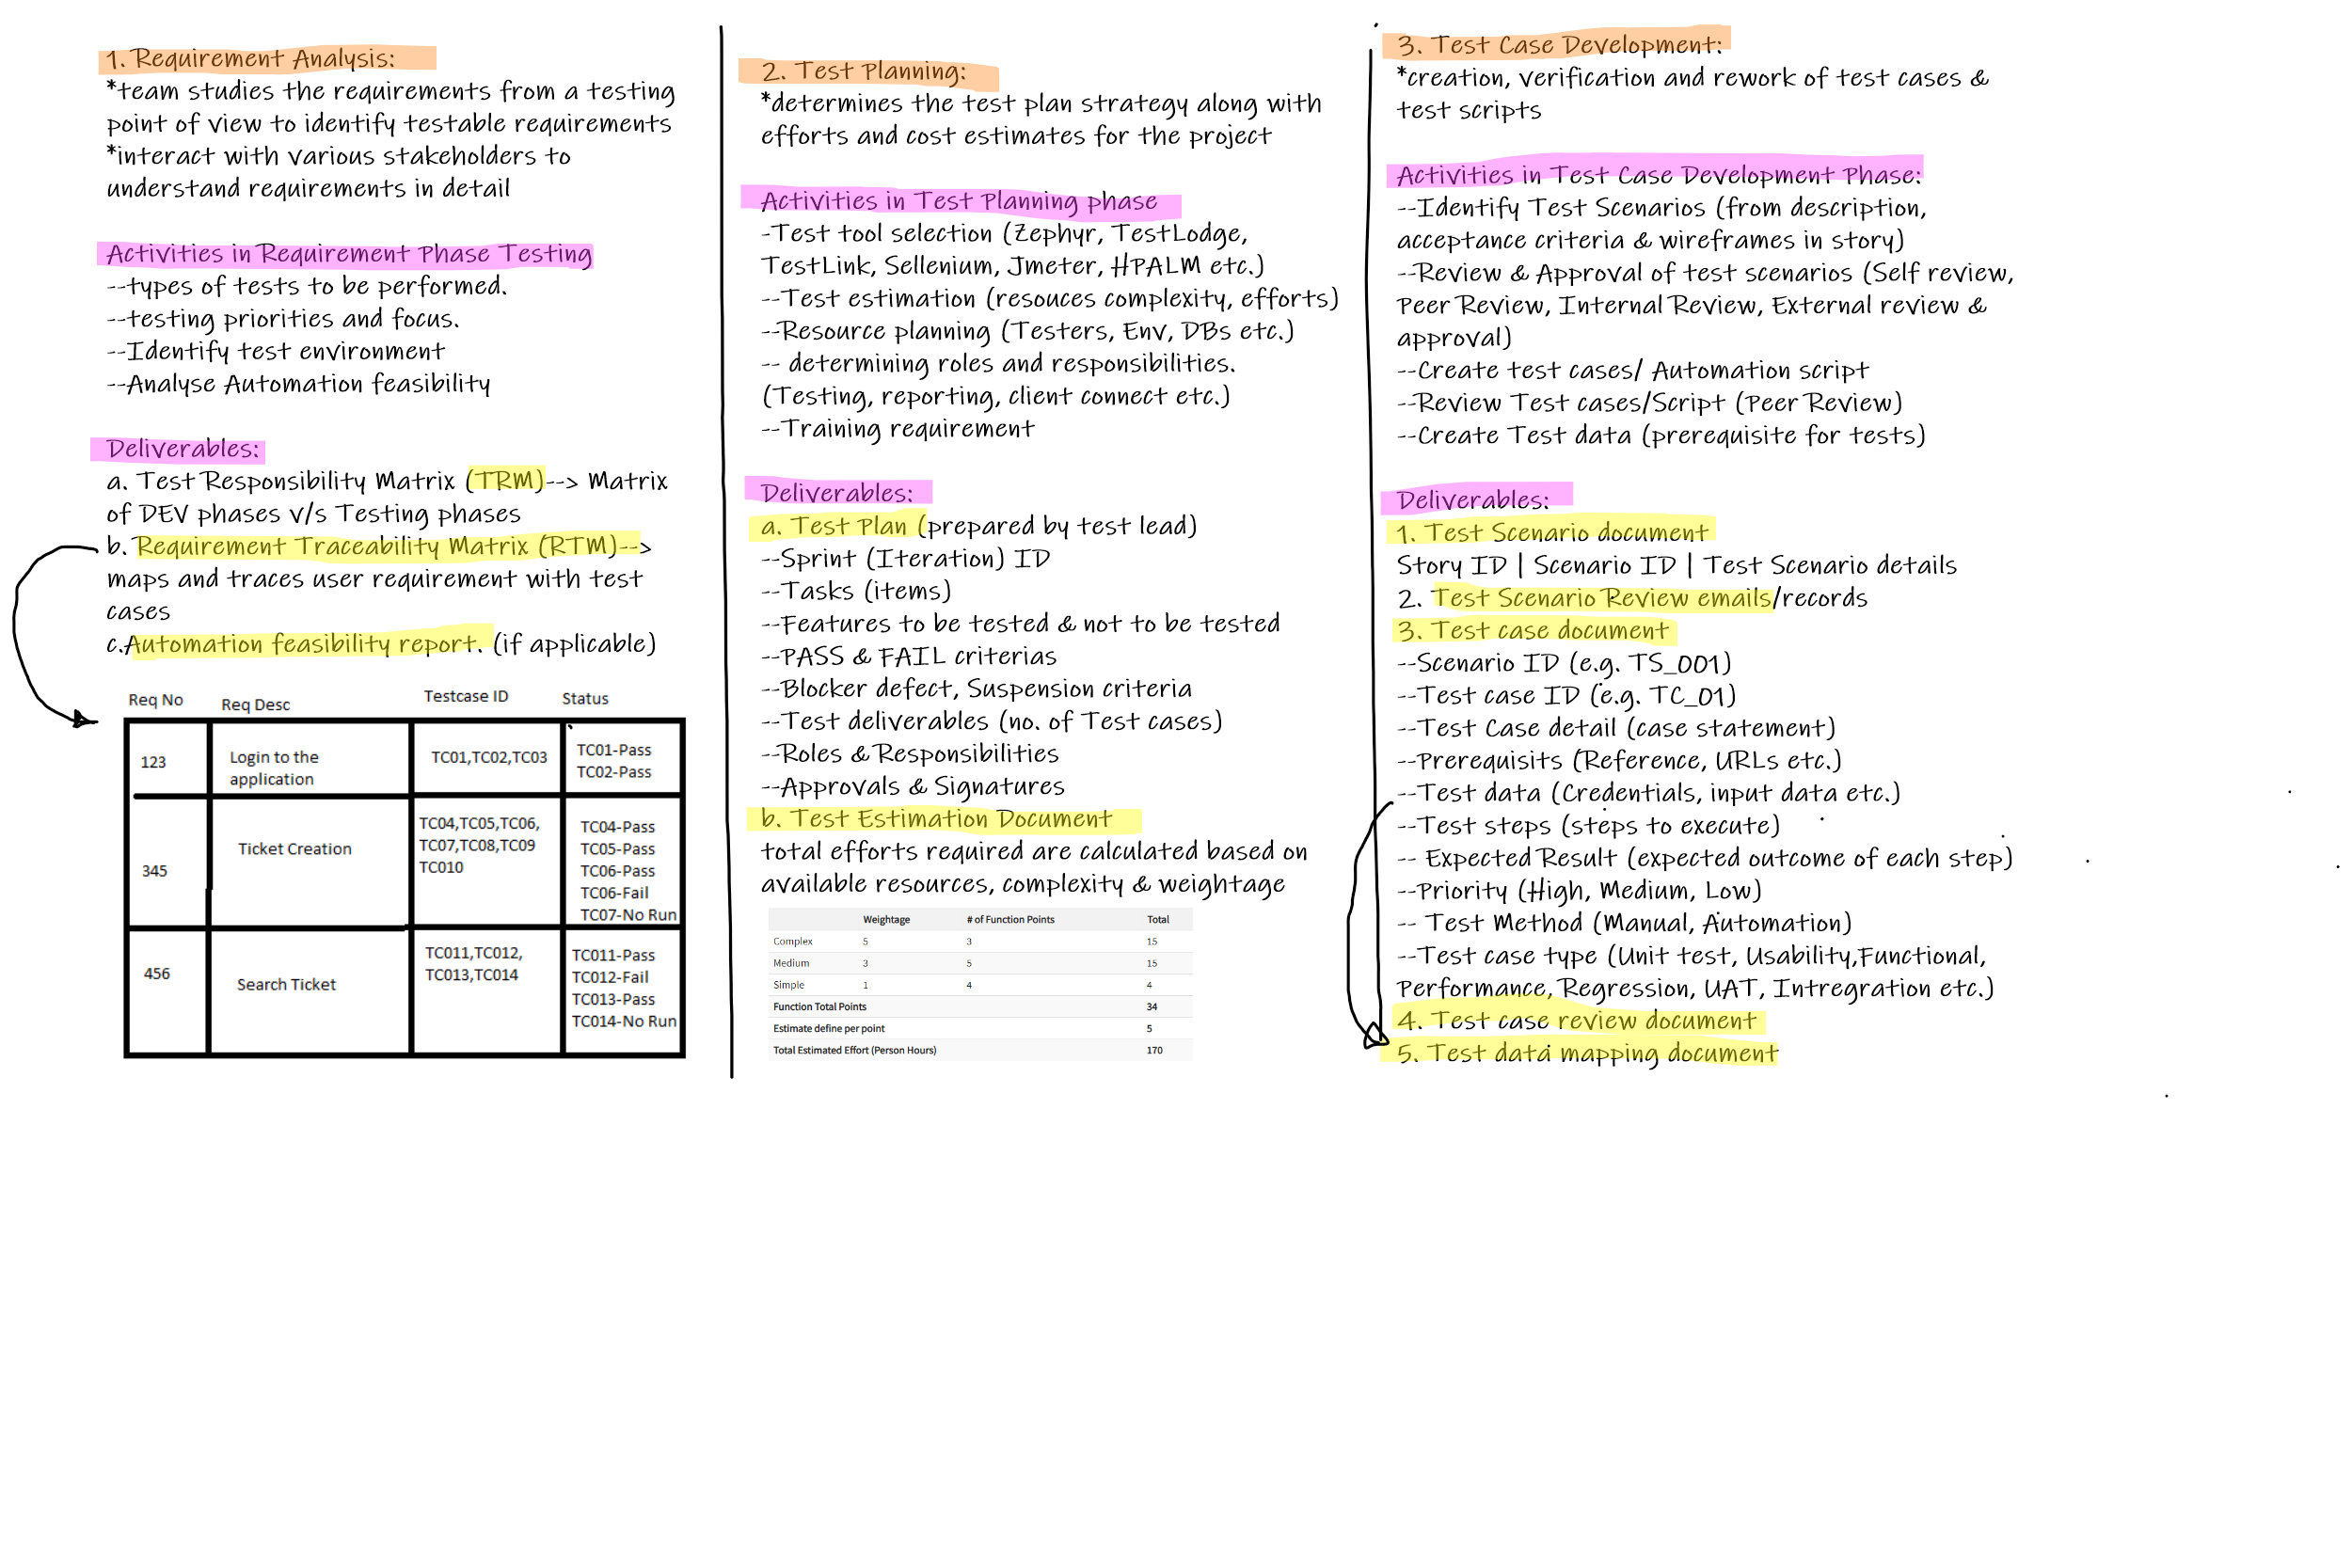 1. Requirement Analysis:
*team studies the requirements from a testing
point of view to identify testable requirements
*interact with various stakeholders to
understand requirements in detail
Activities in Requirement Phase Testing
--types of tests to be performed.
--testing priorities and focus.
--Identify test environment
--Analyse Automation feasibility
Deliverables:
a. Test Responsibility Matrix (TRM)--> Matrix
of DEV phases v/s Testing phases
b. Requirement Traceability Matrix (RTM)-->
maps and traces user requirement with test
cases
c.Automation feasibility report. (if applicable)
Req No Req Desc Testcase ID Status
123
Login to the
application
TC01,TC02,TC03
TC01-Pass
TC02-Pass
345
Ticket Creation
TC04,TC05,TC06,
TC07,TC08,TC09
TC010
TC04-Pass
TC05-Pass
TC06-Pass
TC06-Fail
TC07-No Run
456
Search Ticket
TC011,TC012,
TC013,TC014
TC011-Pass
TC012-Fail
TC013-Pass
TC014-No Run
2. Test Planning:
*determines the test plan strategy along with
efforts and cost estimates for the project
Activities in Test Planning phase
-Test tool selection (Zephyr, TestLodge,
TestLink, Sellenium, Jmeter, HPALM etc.)
--Test estimation (resouces complexity, efforts)
--Resource planning (Testers, Env, DBs etc.)
-- determining roles and responsibilities.
(Testing, reporting, client connect etc.)
--Training requirement
Deliverables:
a. Test Plan (prepared by test lead)
--Sprint (Iteration) ID
--Tasks (items)
--Features to be tested & not to be tested
--PASS & FAIL criterias
--Blocker defect, Suspension criteria
--Test deliverables (no. of Test cases)
--Roles & Responsibilities
--Approvals & Signatures
b. Test Estimation Document
total efforts required are calculated based on
available resources, complexity & weightage
Weightage # of Function Points Total
Complex 5 3 15
Medium 3 5 15
Simple 1 4 4
Function Total Points 34
Estimate define per point 5
Total Estimated Effort (Person Hours) 170
3. Test Case Development:
*creation, verification and rework of test cases &
test scripts
Activities in Test Case Development Phase:
--Identify Test Scenarios (from description,
acceptance criteria & wireframes in story)
--Review & Approval of test scenarios (Self review,
Peer Review, Internal Review, External review &
approval)
--Create test cases/ Automation script
--Review Test cases/Script (Peer Review)
--Create Test data (prerequisite for tests)
Deliverables:
1. Test Scenario document
Story ID | Scenario ID | Test Scenario details
2. Test Scenario Review emails/records
3. Test case document
--Scenario ID (e.g. TS_001)
--Test case ID (e.g. TC_01)
--Test Case detail (case statement)
--Prerequisits (Reference, URLs etc.)
--Test data (Credentials, input data etc.)
--Test steps (steps to execute)
-- Expected Result (expected outcome of each step)
--Priority (High, Medium, Low)
-- Test Method (Manual, Automation)
--Test case type (Unit test, Usability,Functional,
Performance, Regression, UAT, Intregration etc.)
4. Test case review document
5. Test data mapping document